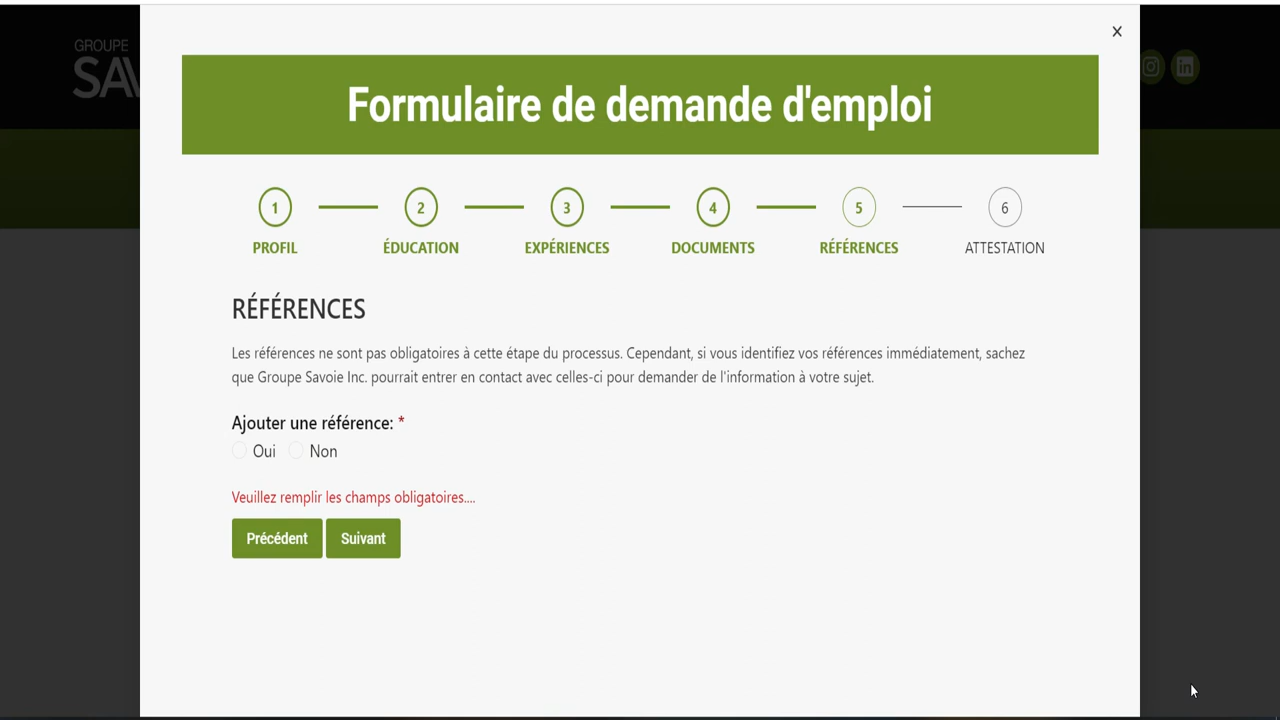 GROUPE
Formulaire de demande d'emploi
1 2 3 4 5 6
PROFIL ÉDUCATION EXPÉRIENCES DOCUMENTS RÉFÉRENCES ATTESTATION
RÉFÉRENCES
Les références ne sont pas obligatoires à cette étape du processus. Cependant, si vous identifiez vos références immédiatement, sachez
que Groupe Savoie Inc. pourrait entrer en contact avec celles-ci pour demander de l'information à votre sujet.
Ajouter une référence: *
Oui Non
Veuillez remplir les champs obligatoires....
Précédent Suivant